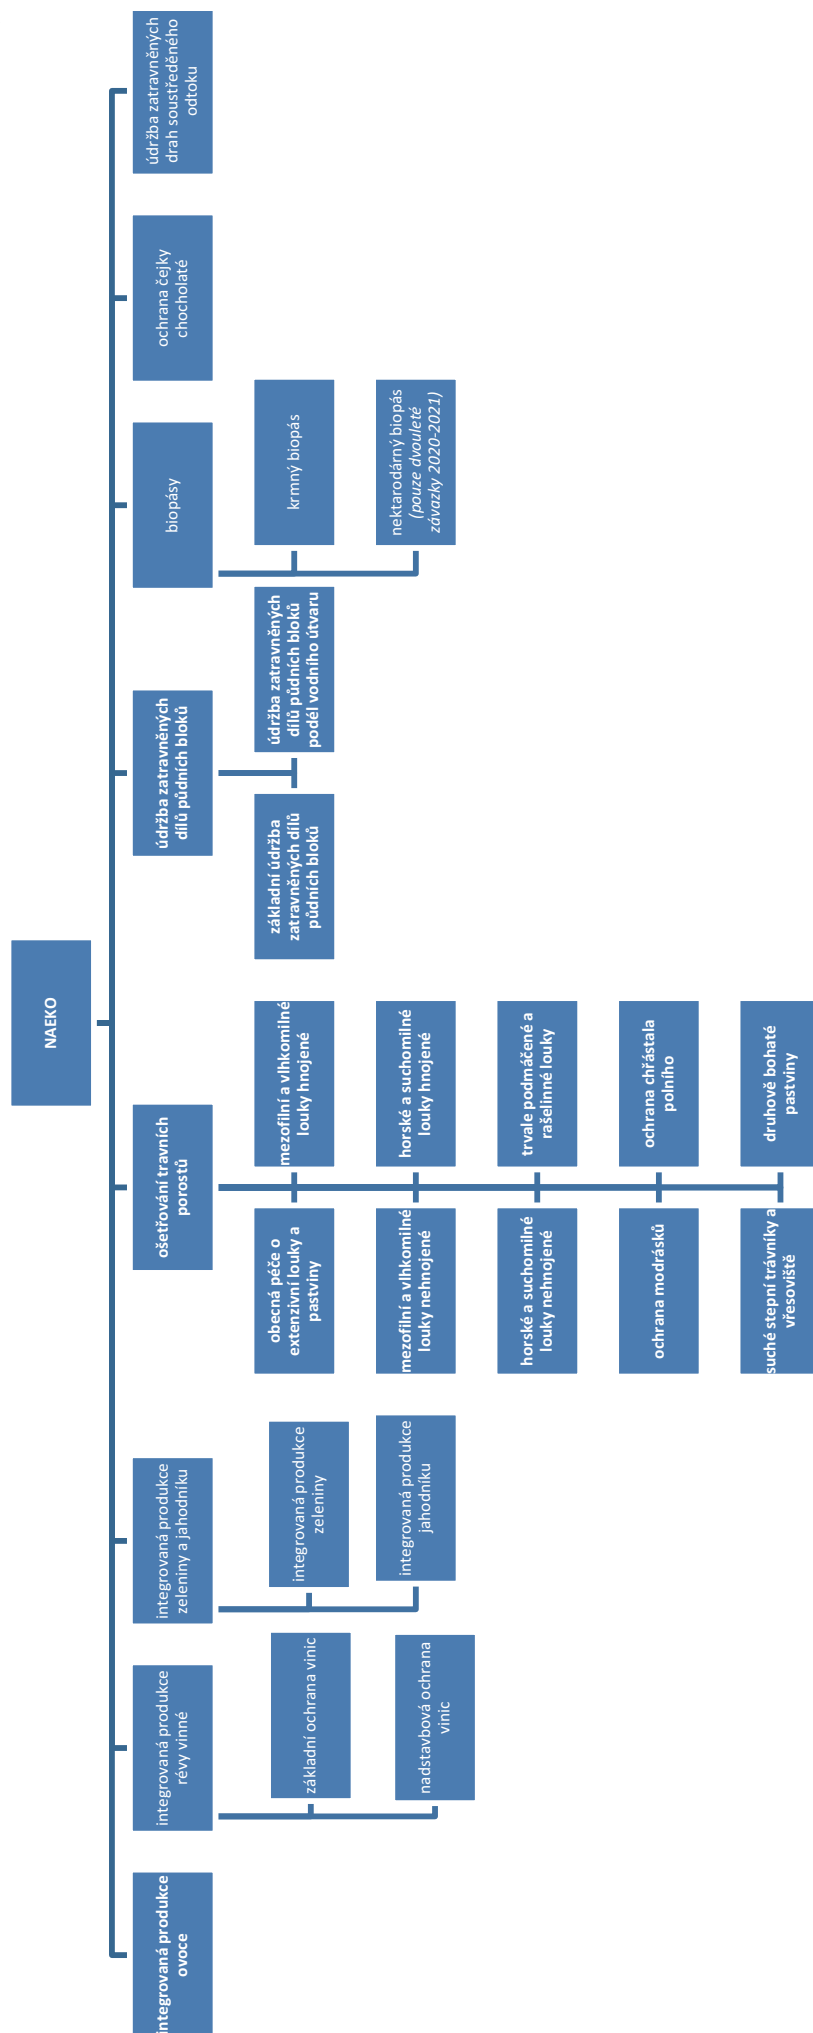 NAEKO
integrovaná produkce
ovoce
integrovaná produkce
révy vinné
základní ochrana vinic
nadstavbová ochrana
vinic
integrovaná produkce
zeleniny a jahodníku
integrovaná produkce
zeleniny
integrovaná produkce
jahodníku
ošetřování travních
porostů
obecná péče o
extenzivní louky a
pastviny
mezofilní a vlhkomilné
louky hnojené
mezofilní a vlhkomilné
louky nehnojené
horské a suchomilné
louky hnojené
horské a suchomilné
louky nehnojené
trvale podmáčené a
rašelinné louky
ochrana modrásků
ochrana chřástala
polního
suché stepní trávníky a
vřesoviště
druhově bohaté
pastviny
údržba zatravněných
dílů půdních bloků
základní údržba
zatravněných dílů
půdních bloků
údržba zatravněných
dílů půdních bloků
podél vodního útvaru
biopásy
krmný biopás
nektarodárný biopás
(pouze dvouleté
závazky 2020-2021)
ochrana čejky
chocholaté
údržba zatravněných
drah soustředěného
odtoku